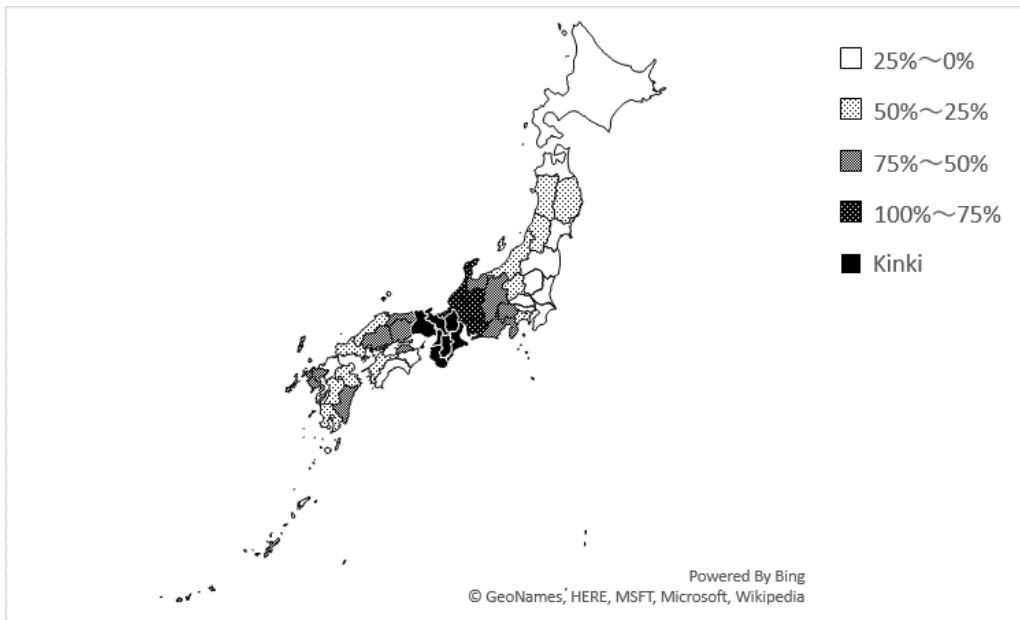 25%～0%
50%～25%
75%～50%
100%～75%
Kinki
Powered By Bing
© GeoNames, HERE, MSFT, Microsoft, Wikipedia